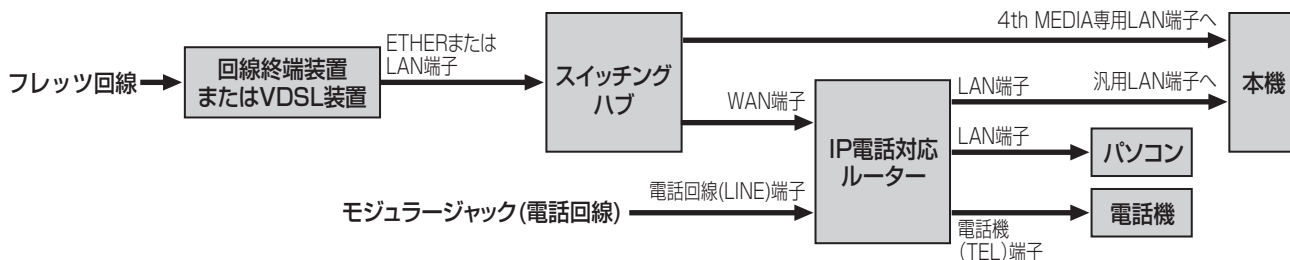 フレッツ回線
回線終端装置
またはVDSL装置
ETHERまたは
LAN端子
スイッチング
ハブ
4th MEDIA専用LAN端子へ
WAN端子
IP電話対応
ルーター
LAN端子
汎用LAN端子へ
本機
LAN端子
パソコン
モジュラージャック(電話回線)
電話回線(LINE)端子
電話機
(TEL)端子
電話機